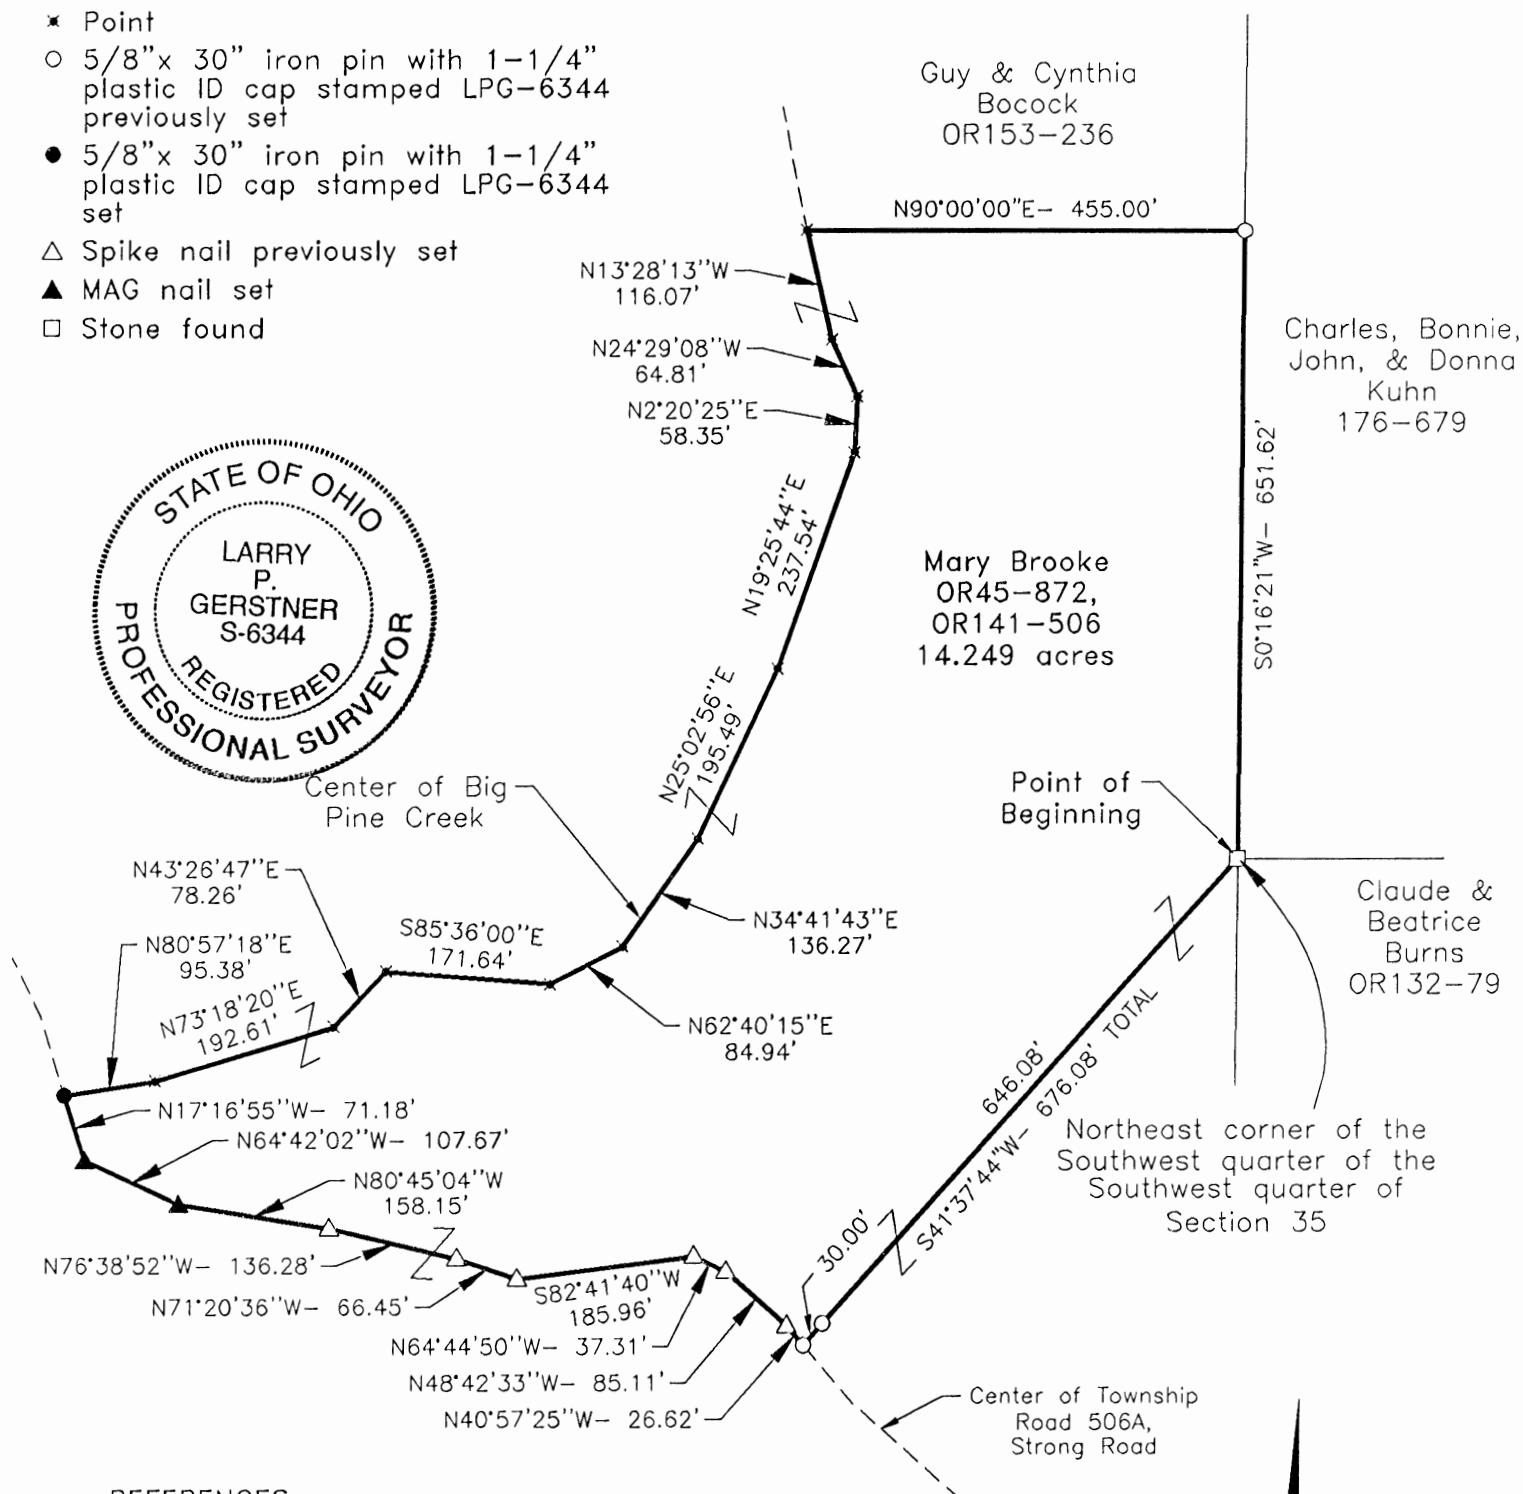 Point
5/8"x 30" iron pin with 1-1/4"
plastic ID cap stamped LPG-6344
previously set
5/8"x 30" iron pin with 1-1/4"
plastic ID cap stamped LPG-6344
set
Spike nail previously set
MAG nail set
Stone found
Guy & Cynthia
Bocock
OR153-236
N90°00'00"E- 455.00'
N13°28'13"W
116.07'
N24°29'08"W
64.81'
N2°20'25"E
58.35'
Charles, Bonnie,
John, & Donna
Kuhn
176-679
S0°16'21"W- 651.62'
STATE OF OHIO
LARRY
P.
GERSTNER
S-6344
REGISTERED
PROFESSIONAL SURVEYOR
N19°25'44"E
237.54'
Mary Brooke
OR45-872,
OR141-506
14.249 acres
N25°02'56"E
195.49'
Center of Big
Pine Creek
Point of
Beginning
N43°26'47"E
78.26'
N80°57'18"E
95.38'
S85°36'00"E
171.64'
N34°41'43"E
136.27'
Claude &
Beatrice
Burns
OR132-79
N73°18'20"E
192.61'
N62°40'15"E
84.94'
646.08'
S41°37'44"W- 676.08' TOTAL
30.00'
N17°16'55"W- 71.18'
N64°42'02"W- 107.67'
N80°45'04"W
158.15'
Northeast corner of the
Southwest quarter of the
Southwest quarter of
Section 35
N76°38'52"W- 136.28'
N71°20'36"W- 66.45'
S82°41'40"W
185.96'
N64°44'50"W- 37.31'
N48°42'33"W- 85.11'
N40°57'25"W- 26.62'
Center of Township
Road 506A,
Strong Road
REFERENCES